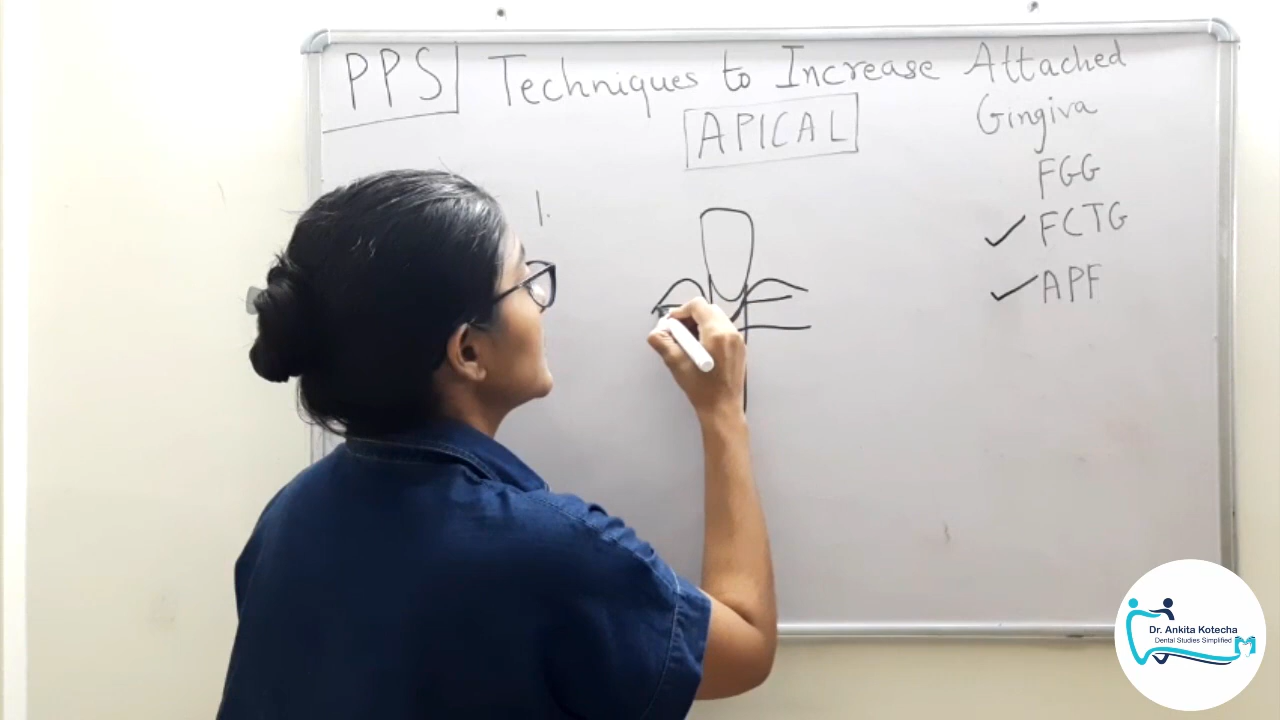 PPS Techniques to Increase Attached
Gingiva
APICAL
FGG
1.
FCTG
APF
Dr. Ankita Kotecha
Dental Studies Simplified